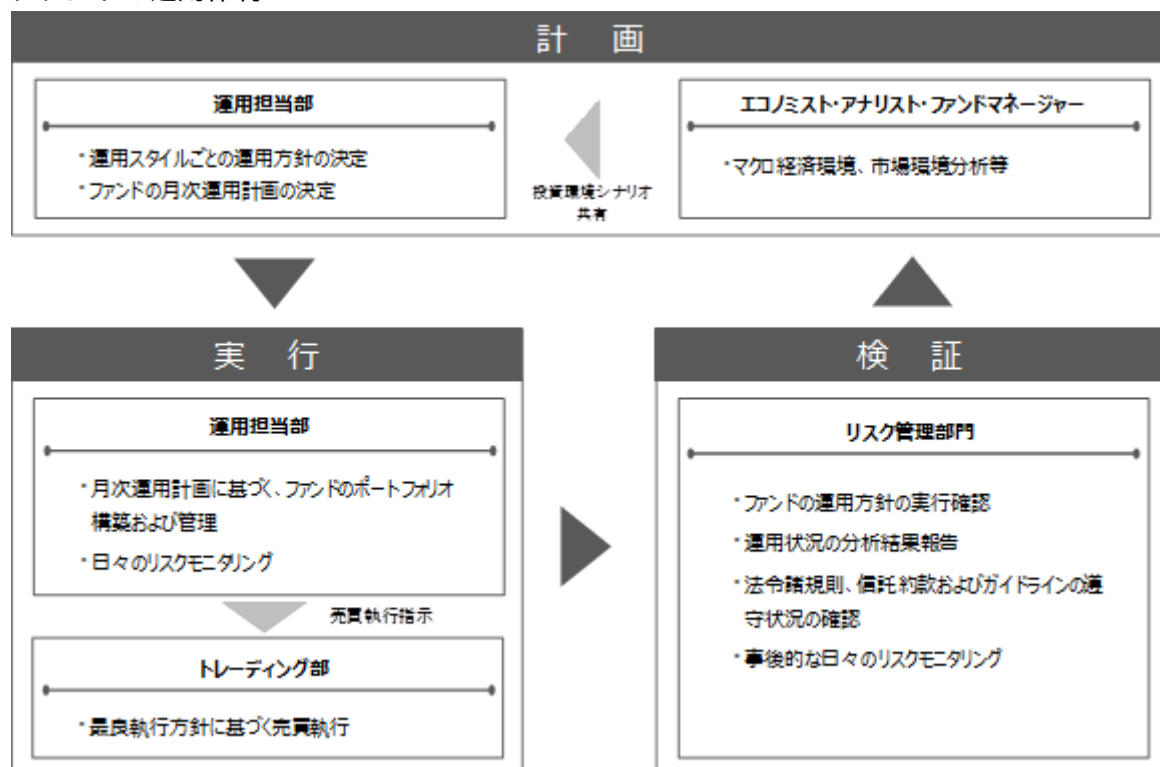 計 画
運用担当部
・運用スタイルごとの運用方針の決定
・ファンドの月次運用計画の決定
投資環境シナリオ
共有
エコノミスト・アナリスト・ファンドマネージャー
・マクロ経済環境、市場環境分析等
実 行
運用担当部
・月次運用計画に基づく、ファンドのポートフォリオ
構築および管理
・日々のリスクモニタリング
売買執行指示
トレーディング部
・最良執行方針に基づく売買執行
検 証
リスク管理部門
・ファンドの運用方針の実行確認
・運用状況の分析結果報告
・法令諸規則、信託約款およびガイドラインの遵
守状況の確認
・事後的な日々のリスクモニタリング